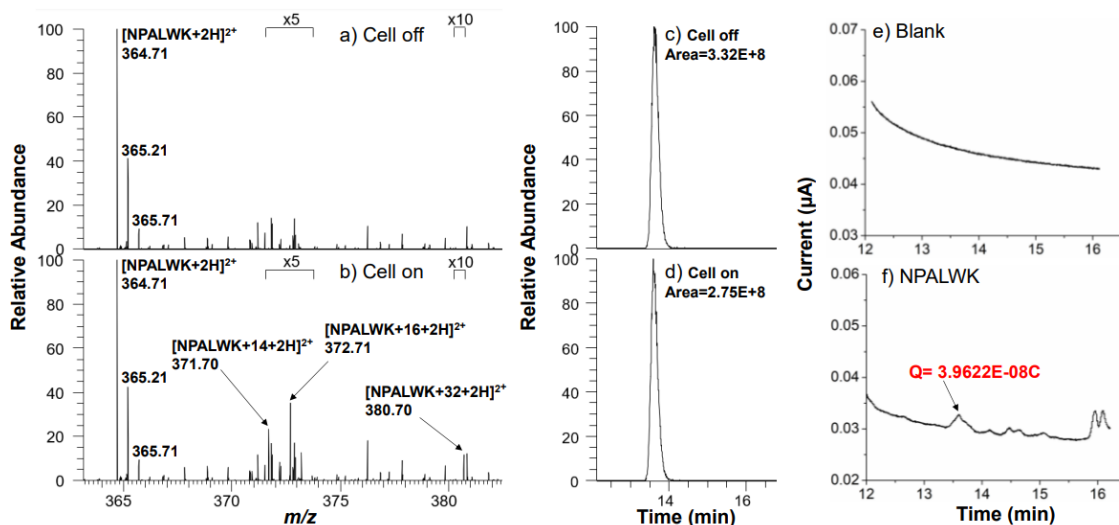 x5
x10
[NPALWK+2H]²⁺
364.71
a) Cell off
365.21
365.71
100
80
60
40
20
0
Relative Abundance
[NPALWK+2H]²⁺
364.71
x5
x10
b) Cell on
[NPALWK+14+2H]²⁺
371.70
[NPALWK+16+2H]²⁺
372.71
[NPALWK+32+2H]²⁺
380.70
365.21
365.71
100
80
60
40
20
0
Relative Abundance
365
370
375
380
m/z
c) Cell off
Area=3.32E+8
100
80
60
40
20
0
Relative Abundance
d) Cell on
Area=2.75E+8
100
80
60
40
20
0
Relative Abundance
14
16
Time (min)
e) Blank
0.06
0.05
0.04
0.03
12
13
14
15
16
Current (µA)
f) NPALWK
Q= 3.9622E-08C
0.06
0.05
0.04
0.03
0.02
12
13
14
15
16
Time (min)